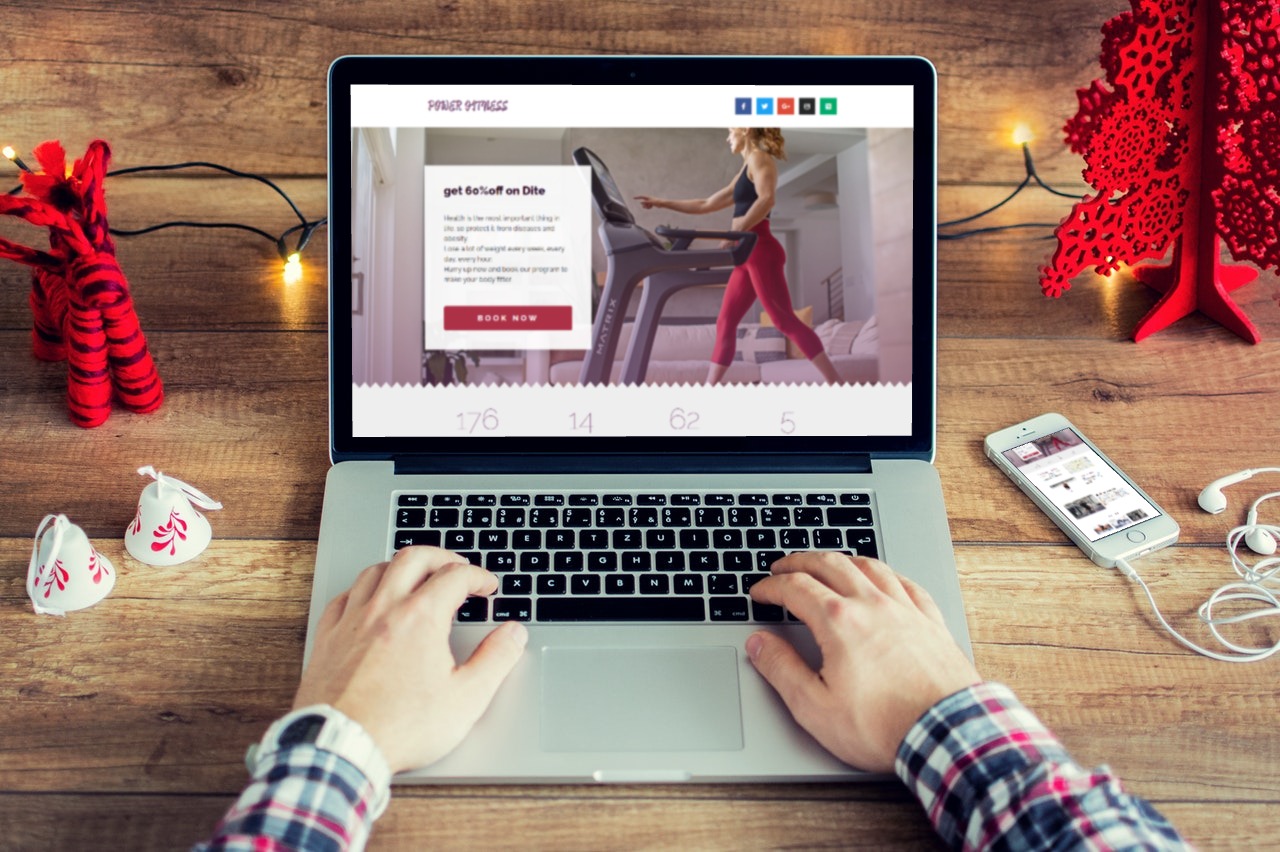 POWER FITNESS
get 60%off on Dite
Health is the most important thing in
life, so protect it from diseases and
obesity.
Lose a lot of weight every week, every
day, every hour.
Hurry up now and book our program to
make your body fitter
BOOK NOW
MATRIX
176 14 62 5
Q W E R T Z U I O P
S D F G H J K L
X C V B N M
cmd cmd